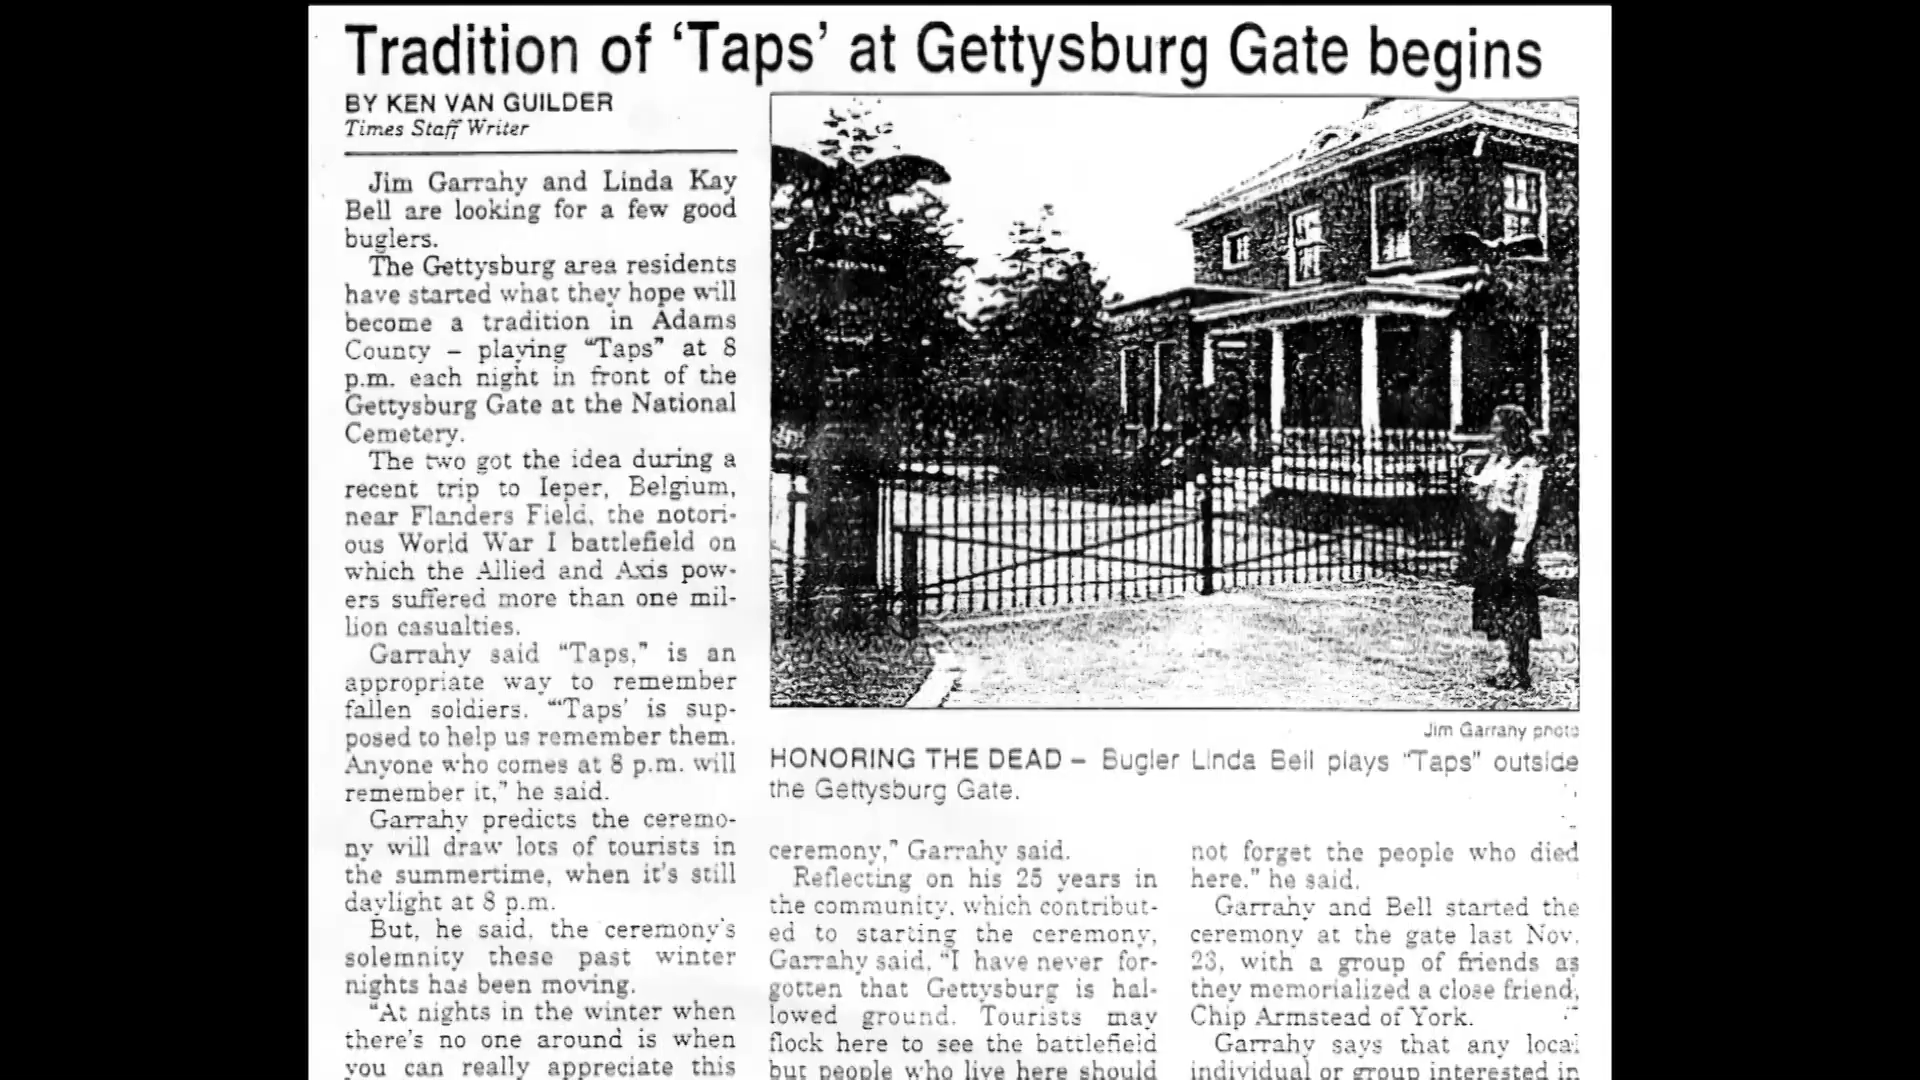 Tradition of ‘Taps’ at Gettysburg Gate begins
BY KEN VAN GUILDER
Times Staff Writer
Jim Garrahy and Linda Kay
Bell are looking for a few good
buglers.
The Gettysburg area residents
have started what they hope will
become a tradition in Adams
County – playing “Taps” at 8
p.m. each night in front of the
Gettysburg Gate at the National
Cemetery.
The two got the idea during a
recent trip to Ieper, Belgium,
near Flanders Field, the notori-
ous World War I battlefield on
which the Allied and Axis pow-
ers suffered more than one mil-
lion casualties.
Garrahy said “Taps,” is an
appropriate way to remember
fallen soldiers. “‘Taps’ is sup-
posed to help us remember them.
Anyone who comes at 8 p.m. will
remember it,” he said.
Garrahy predicts the ceremo-
ny will draw lots of tourists in
the summertime, when it’s still
daylight at 8 p.m.
But, he said, the ceremony’s
solemnity these past winter
nights has been moving.
“At nights in the winter when
there’s no one around is when
you can really appreciate this
Jim Garrahy photo
HONORING THE DEAD – Bugler Linda Bell plays “Taps” outside
the Gettysburg Gate.
ceremony,” Garrahy said.
Reflecting on his 25 years in
the community, which contribut-
ed to starting the ceremony,
Garrahy said, “I have never for-
gotten that Gettysburg is hal-
lowed ground. Tourists may
flock here to see the battlefield
but people who live here should
not forget the people who died
here.” he said.
Garrahy and Bell started the
ceremony at the gate last Nov.
23, with a group of friends as
they memorialized a close friend,
Chip Armstead of York.
Garrahy says that any local
individual or group interested in